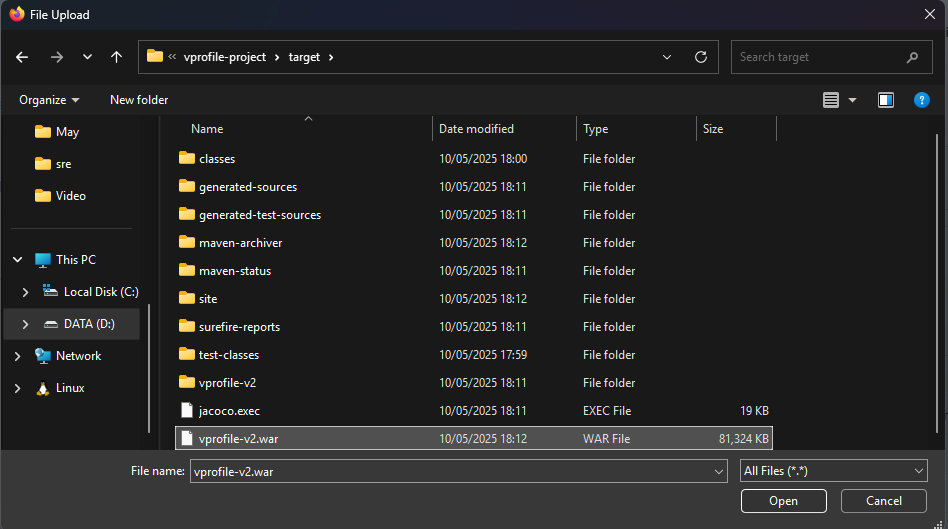 File Upload
« vprofile-project > target >
Search target
Organize
New folder
?
May
sre
Video
This PC
Local Disk (C:)
DATA (D:)
Network
Linux
Name Date modified Type Size
classes 10/05/2025 18:00 File folder
generated-sources 10/05/2025 18:11 File folder
generated-test-sources 10/05/2025 18:11 File folder
maven-archiver 10/05/2025 18:12 File folder
maven-status 10/05/2025 18:11 File folder
site 10/05/2025 18:12 File folder
surefire-reports 10/05/2025 18:11 File folder
test-classes 10/05/2025 17:59 File folder
vprofile-v2 10/05/2025 18:11 File folder
jacoco.exec 10/05/2025 18:11 EXEC File 19 KB
vprofile-v2.war 10/05/2025 18:12 WAR File 81,324 KB
File name: vprofile-v2.war All Files (*.*)
Open Cancel